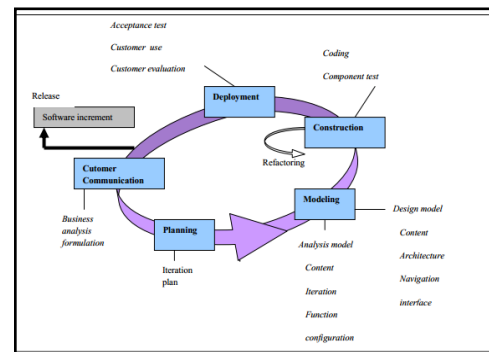 Acceptance test
Customer use
Customer evaluation
Coding
Component test
Release
Software increment
Deployment
Construction
Refactoring
Cutomer
Communication
Business
analysis
formulation
Planning
Iteration
plan
Modeling
Analysis model
Content
Iteration
Function
configuration
Design model
Content
Architecture
Navigation
interface